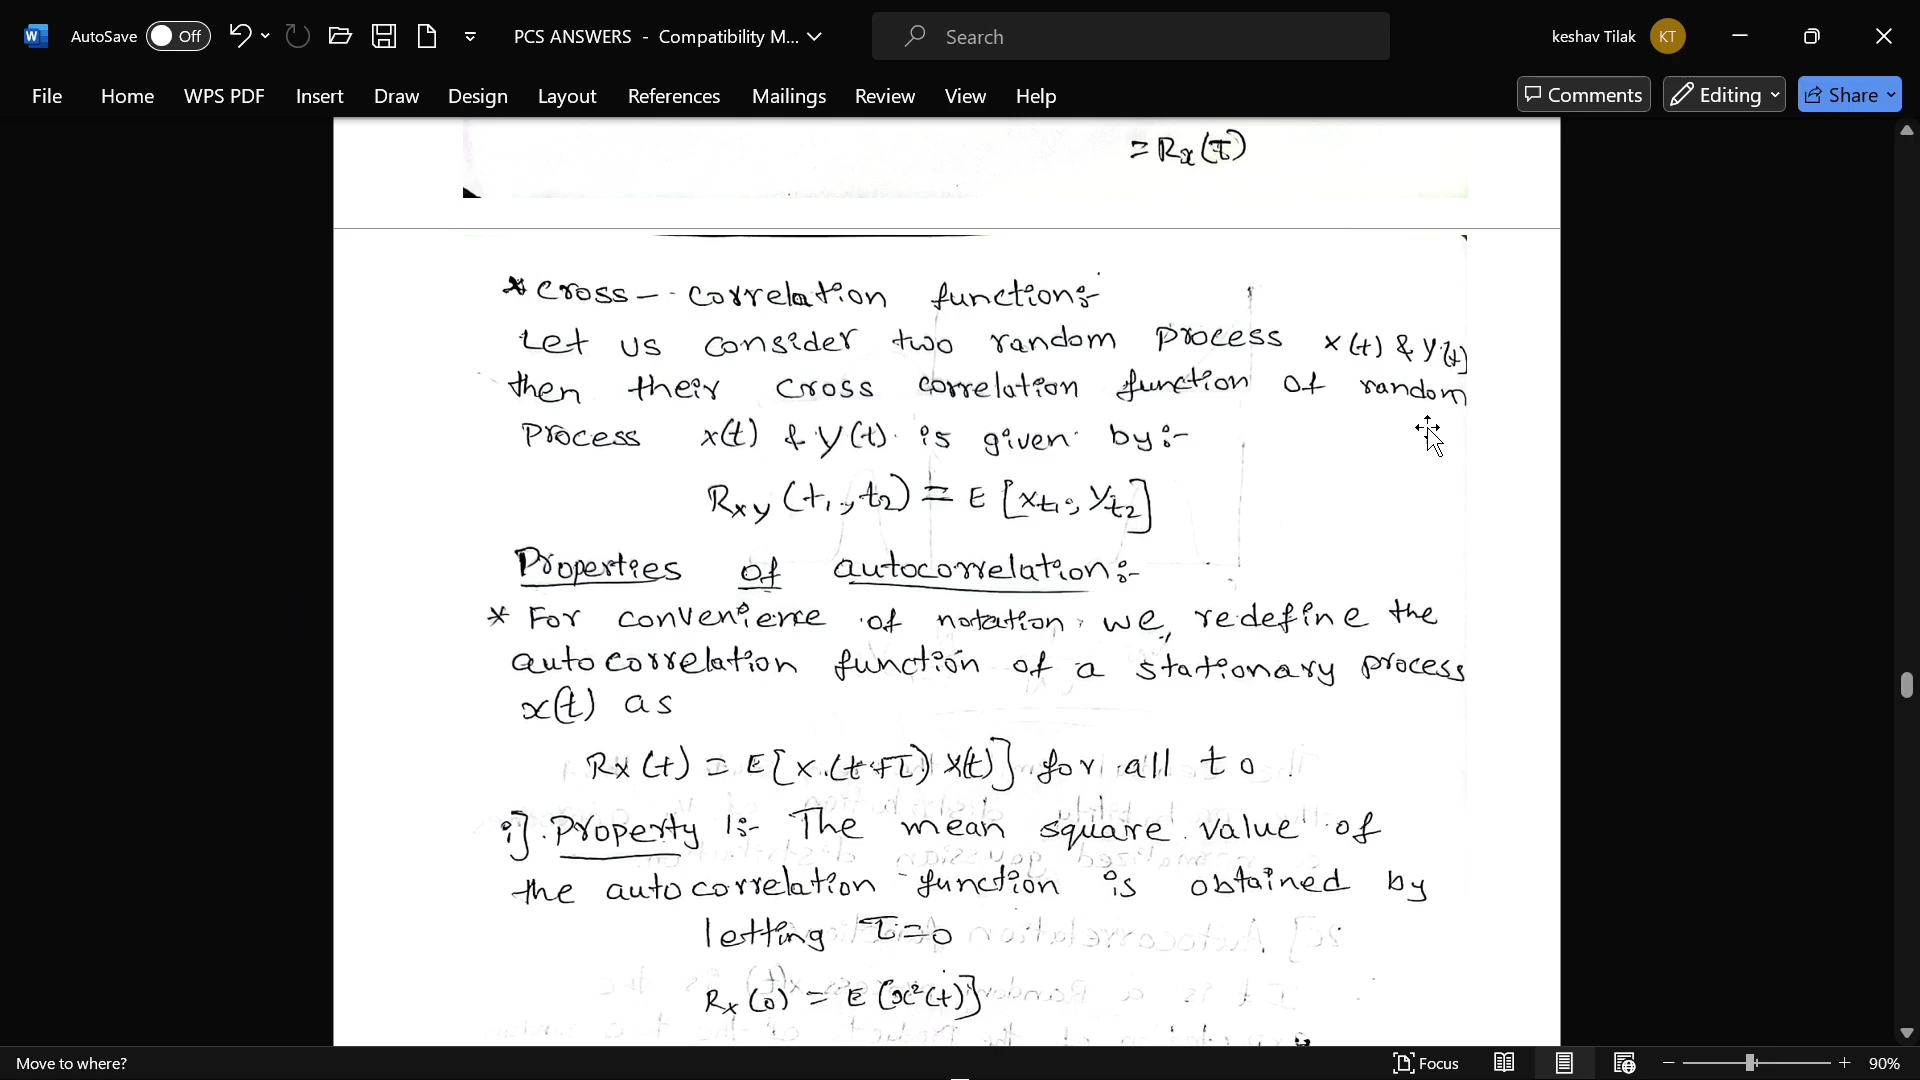 AutoSave Off PCS ANSWERS - Compatibility M... Search keshav Tilak KT
File Home WPS PDF Insert Draw Design Layout References Mailings Review View Help Comments Editing Share
= Rx(τ)
* Cross - correlation function:-
Let us consider two random process x(t) & y(t)
then their cross correlation function of random
process x(t) & y(t) is given by:-
Rxy (t1, t2) = E [xt1, yt2]
Properties of autocorrelation:-
* For convenience of notation we, redefine the
autocorrelation function of a stationary process
x(t) as
Rx(t) = E[x(t+τ) x(t)] for all t o
i]. Property 1:- The mean square value of
the autocorrelation function is obtained by
letting τ=0
Rx(0) = E[x²(t)]
Move to where? Focus 90%